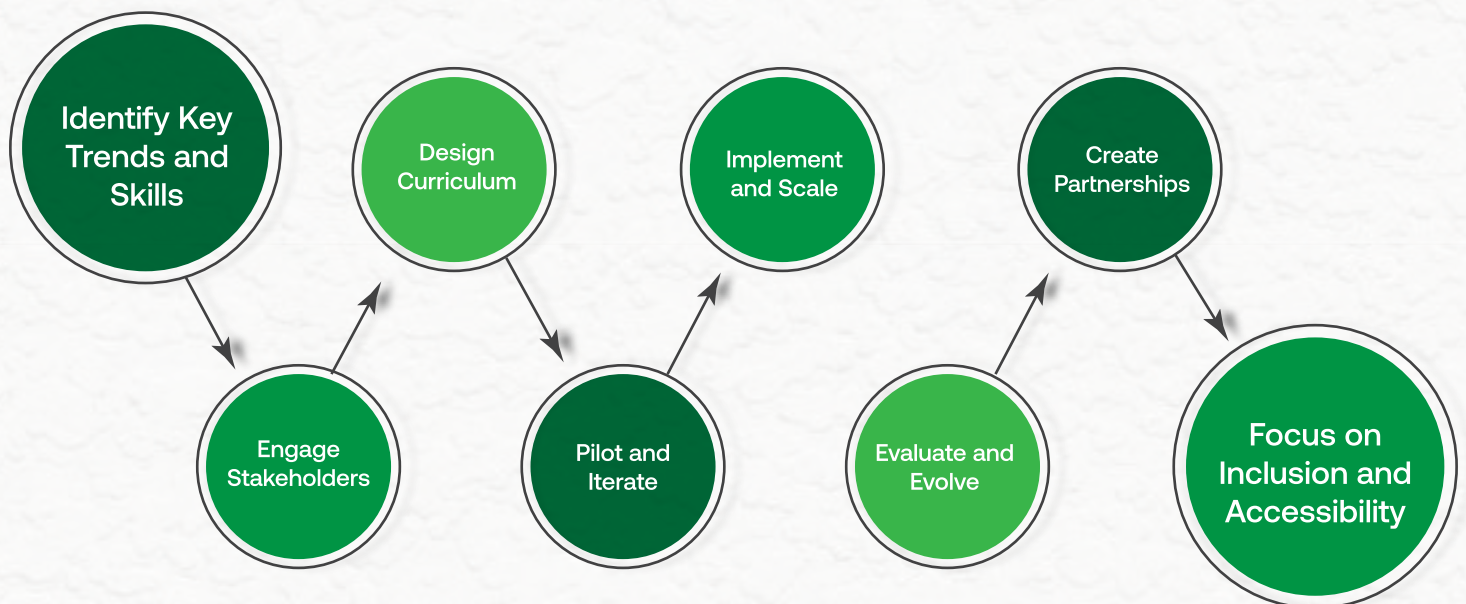 Identify Key
Trends and
Skills
Engage
Stakeholders
Design
Curriculum
Pilot and
Iterate
Implement
and Scale
Evaluate and
Evolve
Create
Partnerships
Focus on
Inclusion and
Accessibility